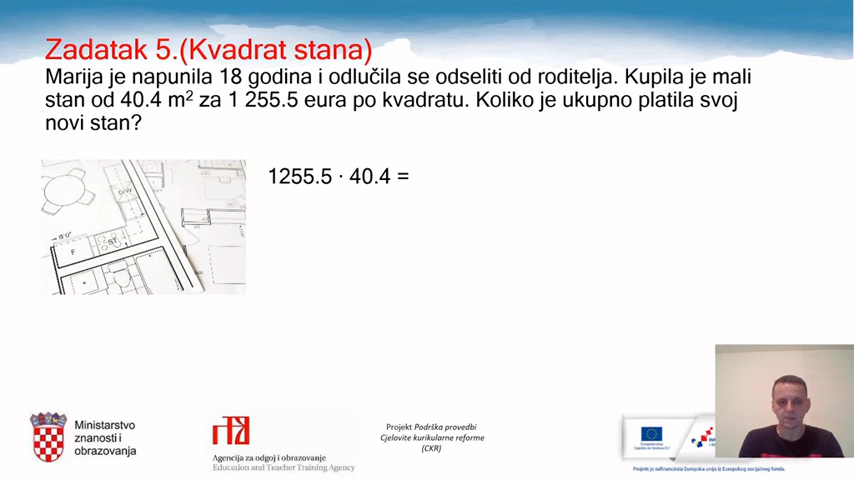 Zadatak 5.(Kvadrat stana)
Marija je napunila 18 godina i odlučila se odseliti od roditelja. Kupila je mali
stan od 40.4 m² za 1 255.5 eura po kvadratu. Koliko je ukupno platila svoj
novi stan?
1255.5 · 40.4 =
D/W
8'0"
F
ST
Ministarstvo
znanosti i
obrazovanja
Agencija za odgoj i obrazovanje
Education and Teacher Training Agency
Projekt Podrška provedbi
Cjelovite kurikularne reforme
(CKR)
Projekt je sufinancirala Europska unija iz Europskog socijalnog fonda.